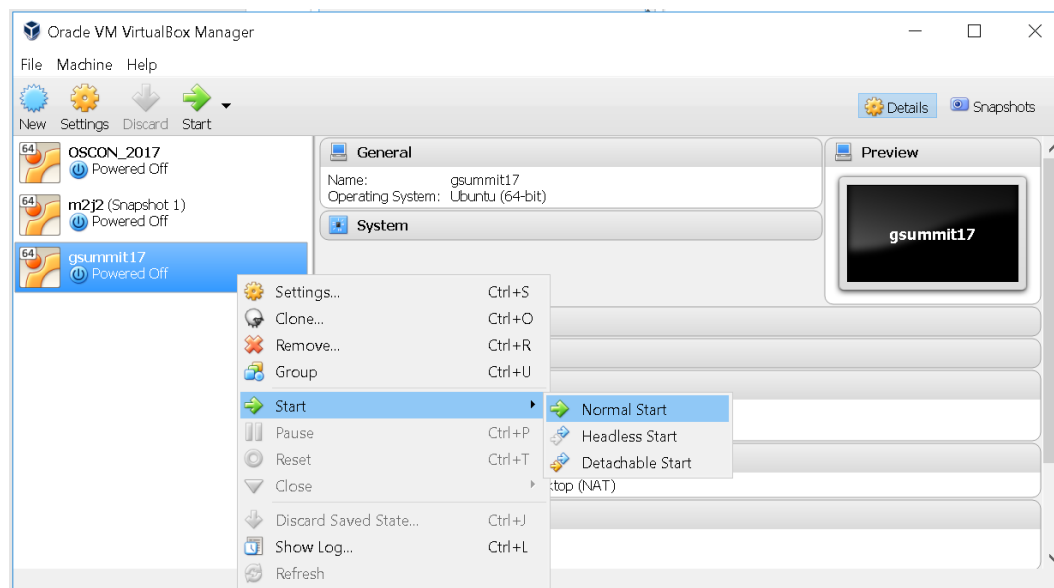 Oracle VM VirtualBox Manager
File Machine Help
New Settings Discard Start
Details Snapshots
64 OSCON_2017
Powered Off
64 m2j2 (Snapshot 1)
Powered Off
64 gsummit17
Powered Off
General
Name: gsummit17
Operating System: Ubuntu (64-bit)
System
Preview
gsummit17
Settings... Ctrl+S
Clone... Ctrl+O
Remove... Ctrl+R
Group Ctrl+U
Start
Pause Ctrl+P
Reset Ctrl+T
Close
Discard Saved State... Ctrl+J
Show Log... Ctrl+L
Refresh
Normal Start
Headless Start
Detachable Start
(NAT)